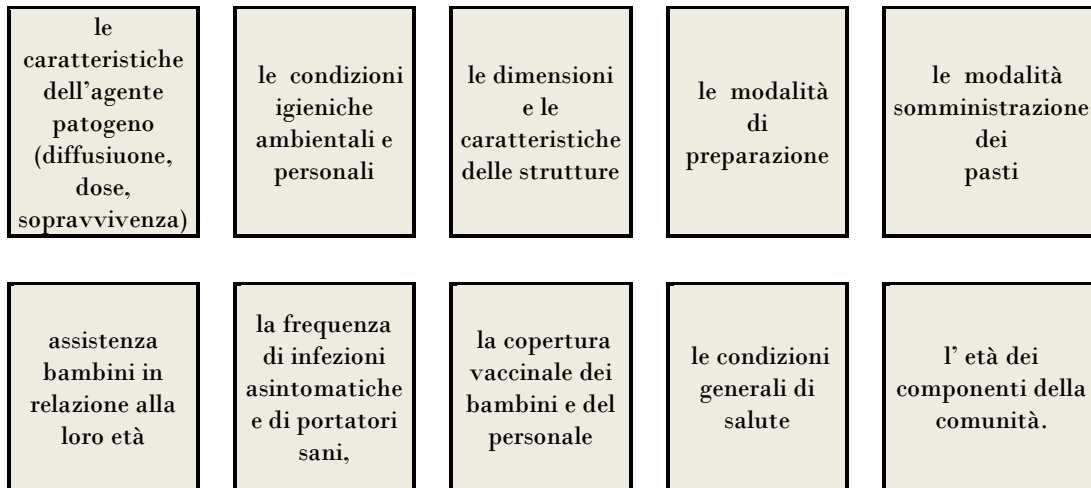 le
caratteristiche
dell'agente
patogeno
(diffusiuone,
dose,
sopravvivenza)
le condizioni
igieniche
ambientali e
personali
le dimensioni
e le
caratteristiche
delle strutture
le modalità
di
preparazione
le modalità
somministrazione
dei
pasti
assistenza
bambini in
relazione alla
loro età
la frequenza
di infezioni
asintomatiche
e di portatori
sani,
la copertura
vaccinale dei
bambini e del
personale
le condizioni
generali di
salute
l' età dei
componenti della
comunità.